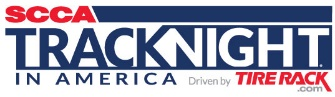 SCCA
TRACKNIGHT
IN AMERICA Driven by TIRERACK
.com